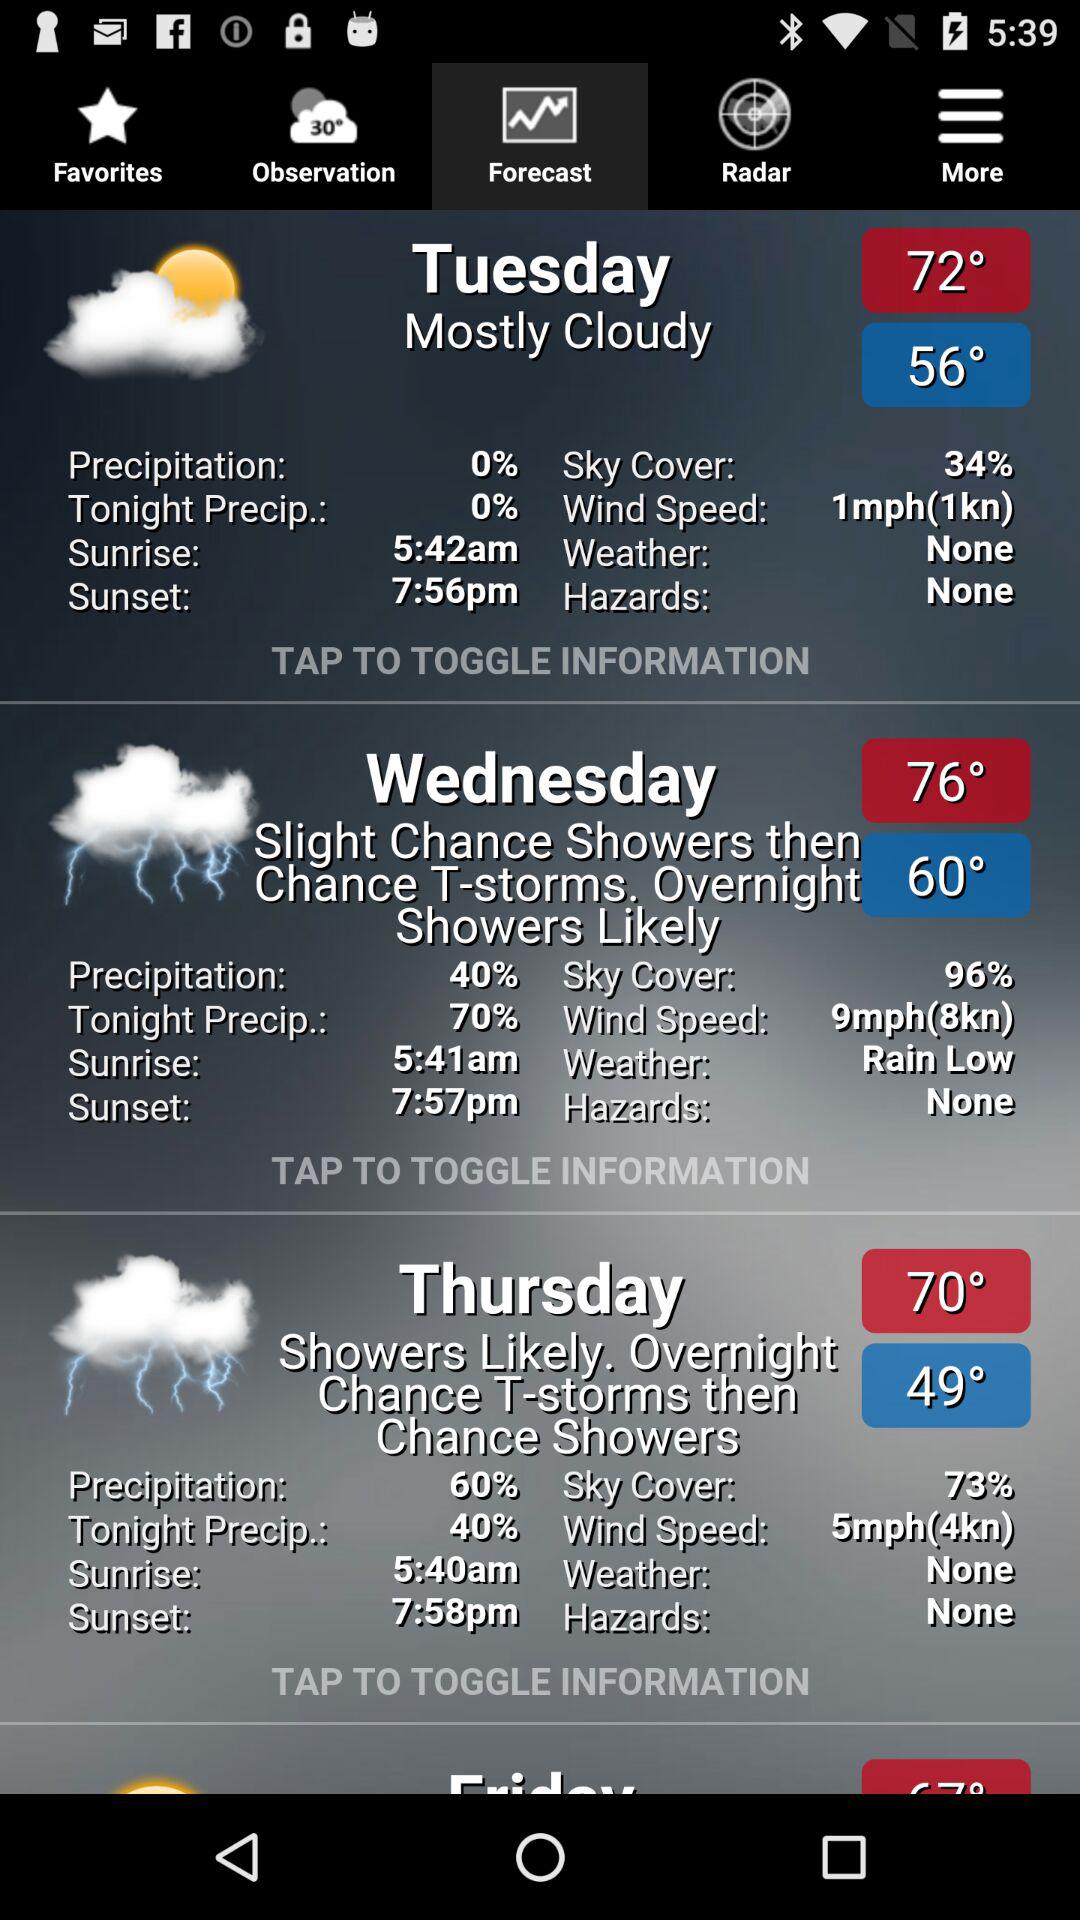 5:39
30°
Favorites Observation Forecast Radar More
Tuesday
Mostly Cloudy
72°
56°
Precipitation: 0% Sky Cover: 34%
Tonight Precip.: 0% Wind Speed: 1mph(1kn)
Sunrise: 5:42am Weather: None
Sunset: 7:56pm Hazards: None
TAP TO TOGGLE INFORMATION
Wednesday
Slight Chance Showers then
Chance T-storms. Overnight
Showers Likely
76°
60°
Precipitation: 40% Sky Cover: 96%
Tonight Precip.: 70% Wind Speed: 9mph(8kn)
Sunrise: 5:41am Weather: Rain Low
Sunset: 7:57pm Hazards: None
TAP TO TOGGLE INFORMATION
Thursday
Showers Likely. Overnight
Chance T-storms then
Chance Showers
70°
49°
Precipitation: 60% Sky Cover: 73%
Tonight Precip.: 40% Wind Speed: 5mph(4kn)
Sunrise: 5:40am Weather: None
Sunset: 7:58pm Hazards: None
TAP TO TOGGLE INFORMATION
Friday
67°